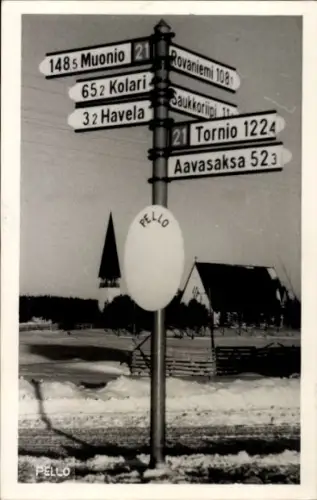 148 5 Muonio 21
65 2 Kolari
3 2 Havela
Rovaniemi 108 1
Saukkoriipi
21 Tornio 122 4
Aavasaksa 52 3
PELLO
PELLO